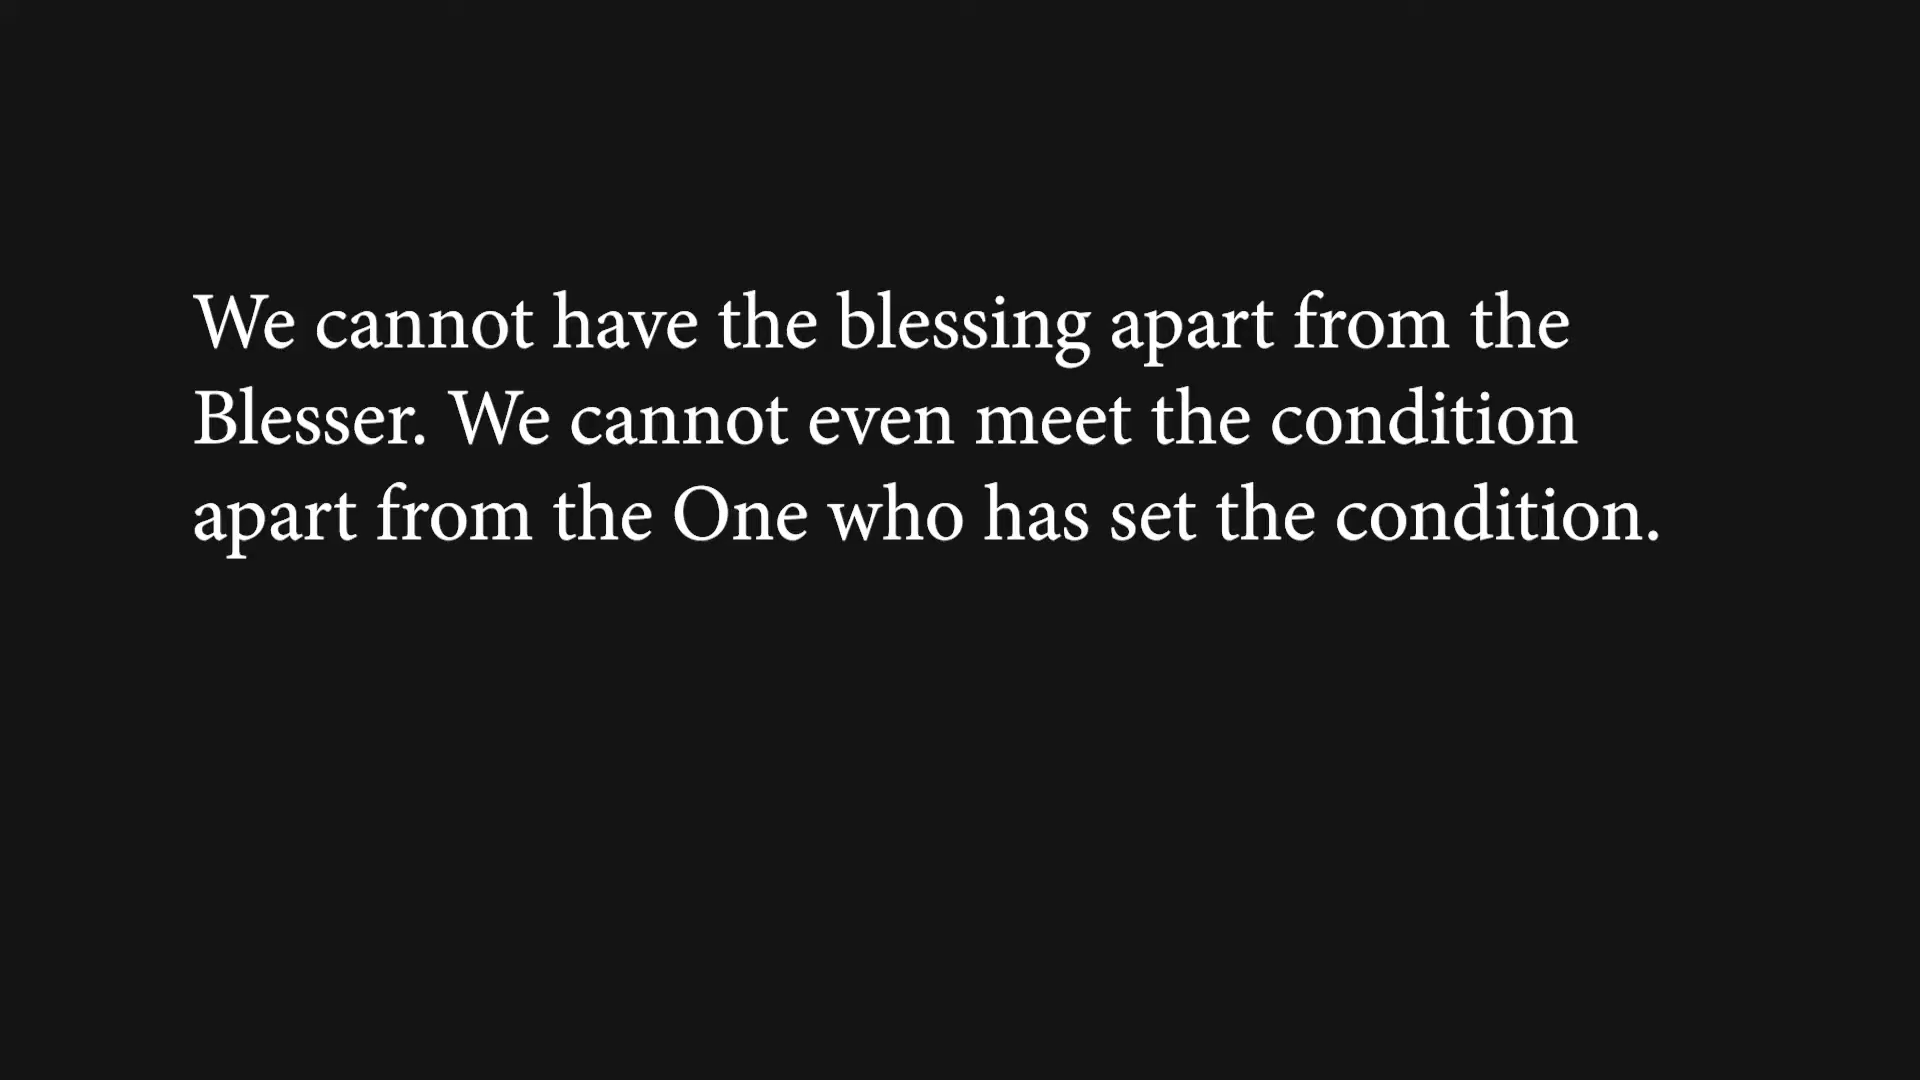 We cannot have the blessing apart from the
Blesser. We cannot even meet the condition
apart from the One who has set the condition.